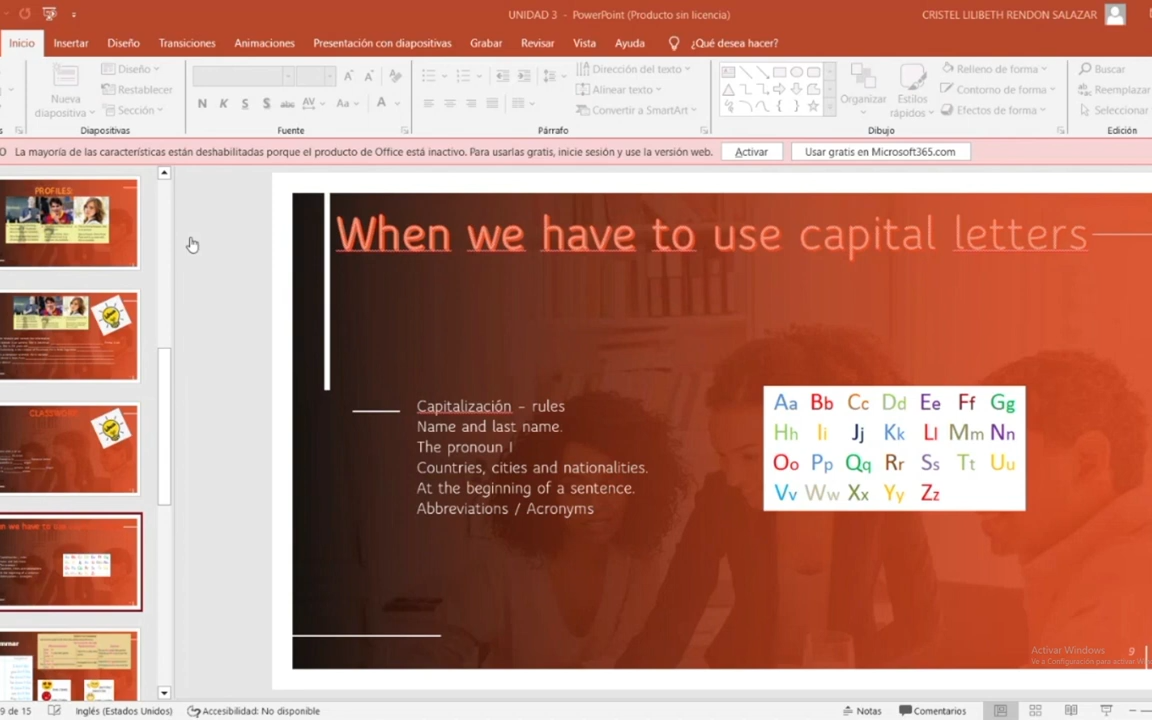 UNIDAD 3 - PowerPoint (Producto sin licencia)
CRISTEL LILIBETH RENDON SALAZAR
Inicio
Insertar
Diseño
Transiciones
Animaciones
Presentación con diapositivas
Grabar
Revisar
Vista
Ayuda
¿Qué desea hacer?
Nueva diapositiva
Diseño
Restablecer
Sección
Diapositivas
N K S S abc AV Aa A
Fuente
Dirección del texto
Alinear texto
Convertir a SmartArt
Párrafo
Organizar
Estilos rápidos
Relleno de forma
Contorno de forma
Efectos de forma
Dibujo
Buscar
Reemplazar
Seleccionar
Edición
La mayoría de las características están deshabilitadas porque el producto de Office está inactivo. Para usarlas gratis, inicie sesión y use la versión web.
Activar
Usar gratis en Microsoft365.com
PROFILES:
CLASSWORK
When we have to use capital letters
Capitalización – rules
Name and last name.
The pronoun I
Countries, cities and nationalities.
At the beginning of a sentence.
Abbreviations / Acronyms
Aa Bb Cc Dd Ee Ff Gg
Hh Ii Jj Kk Ll Mm Nn
Oo Pp Qq Rr Ss Tt Uu
Vv Ww Xx Yy Zz
Activar Windows
Ve a Configuración para activar
9
9 de 15
Inglés (Estados Unidos)
Accesibilidad: No disponible
Notas
Comentarios